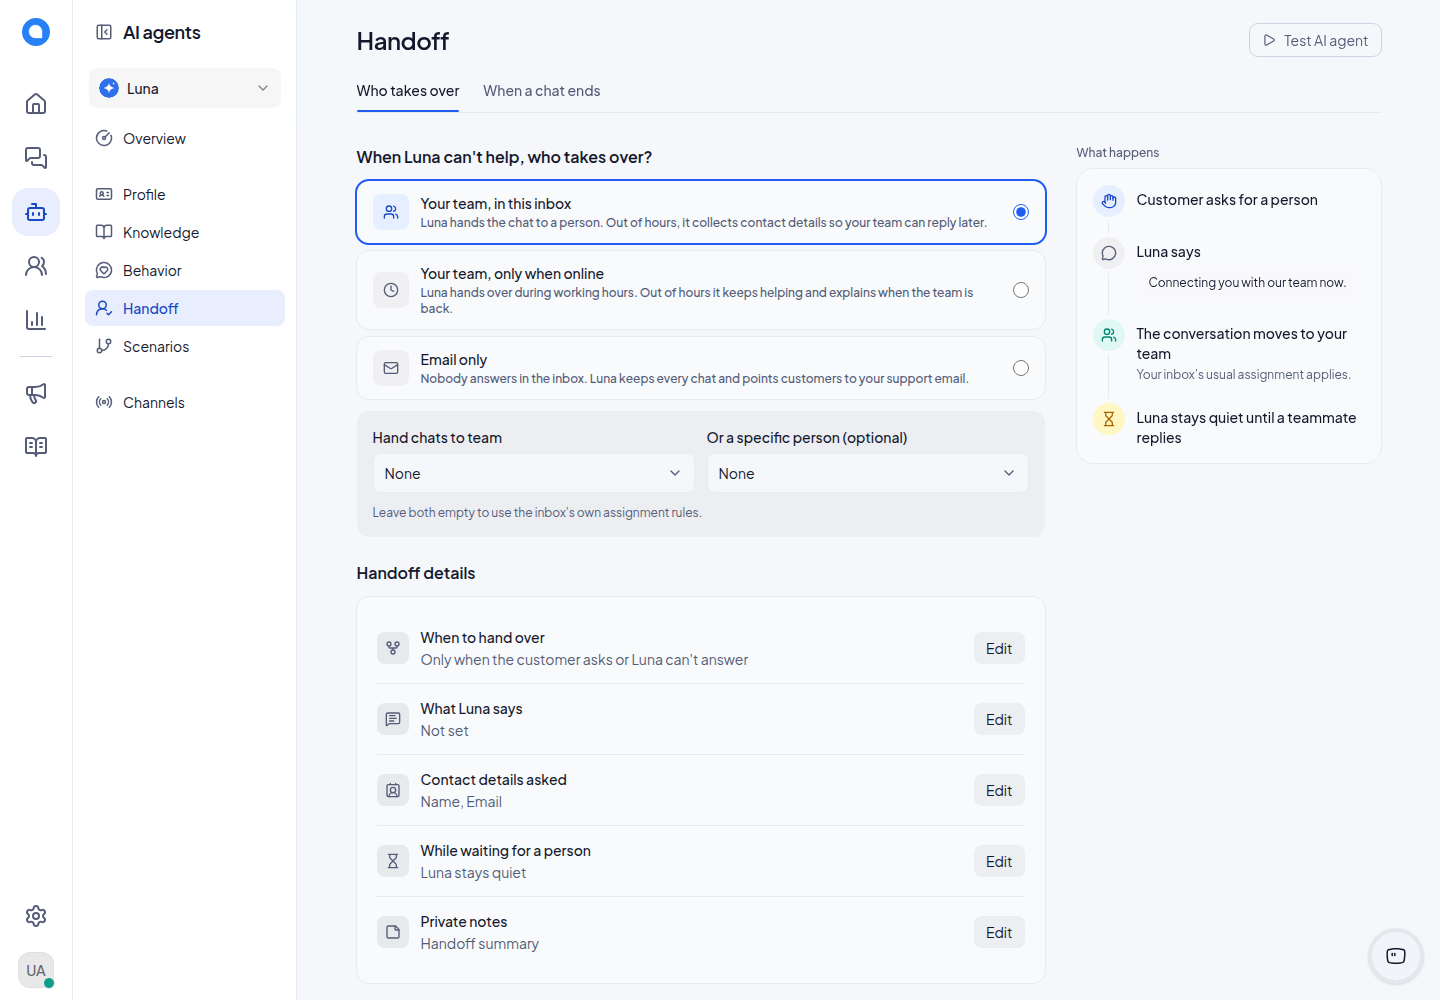 AI agents
Luna
Overview
Profile
Knowledge
Behavior
Handoff
Scenarios
Channels
UA
Handoff
Test AI agent
Who takes over
When a chat ends
When Luna can't help, who takes over?
Your team, in this inbox
Luna hands the chat to a person. Out of hours, it collects contact details so your team can reply later.
Your team, only when online
Luna hands over during working hours. Out of hours it keeps helping and explains when the team is
back.
Email only
Nobody answers in the inbox. Luna keeps every chat and points customers to your support email.
Hand chats to team
Or a specific person (optional)
None
None
Leave both empty to use the inbox's own assignment rules.
Handoff details
When to hand over
Only when the customer asks or Luna can't answer
Edit
What Luna says
Not set
Edit
Contact details asked
Name, Email
Edit
While waiting for a person
Luna stays quiet
Edit
Private notes
Handoff summary
Edit
What happens
Customer asks for a person
Luna says
Connecting you with our team now.
The conversation moves to your
team
Your inbox's usual assignment applies.
Luna stays quiet until a teammate
replies